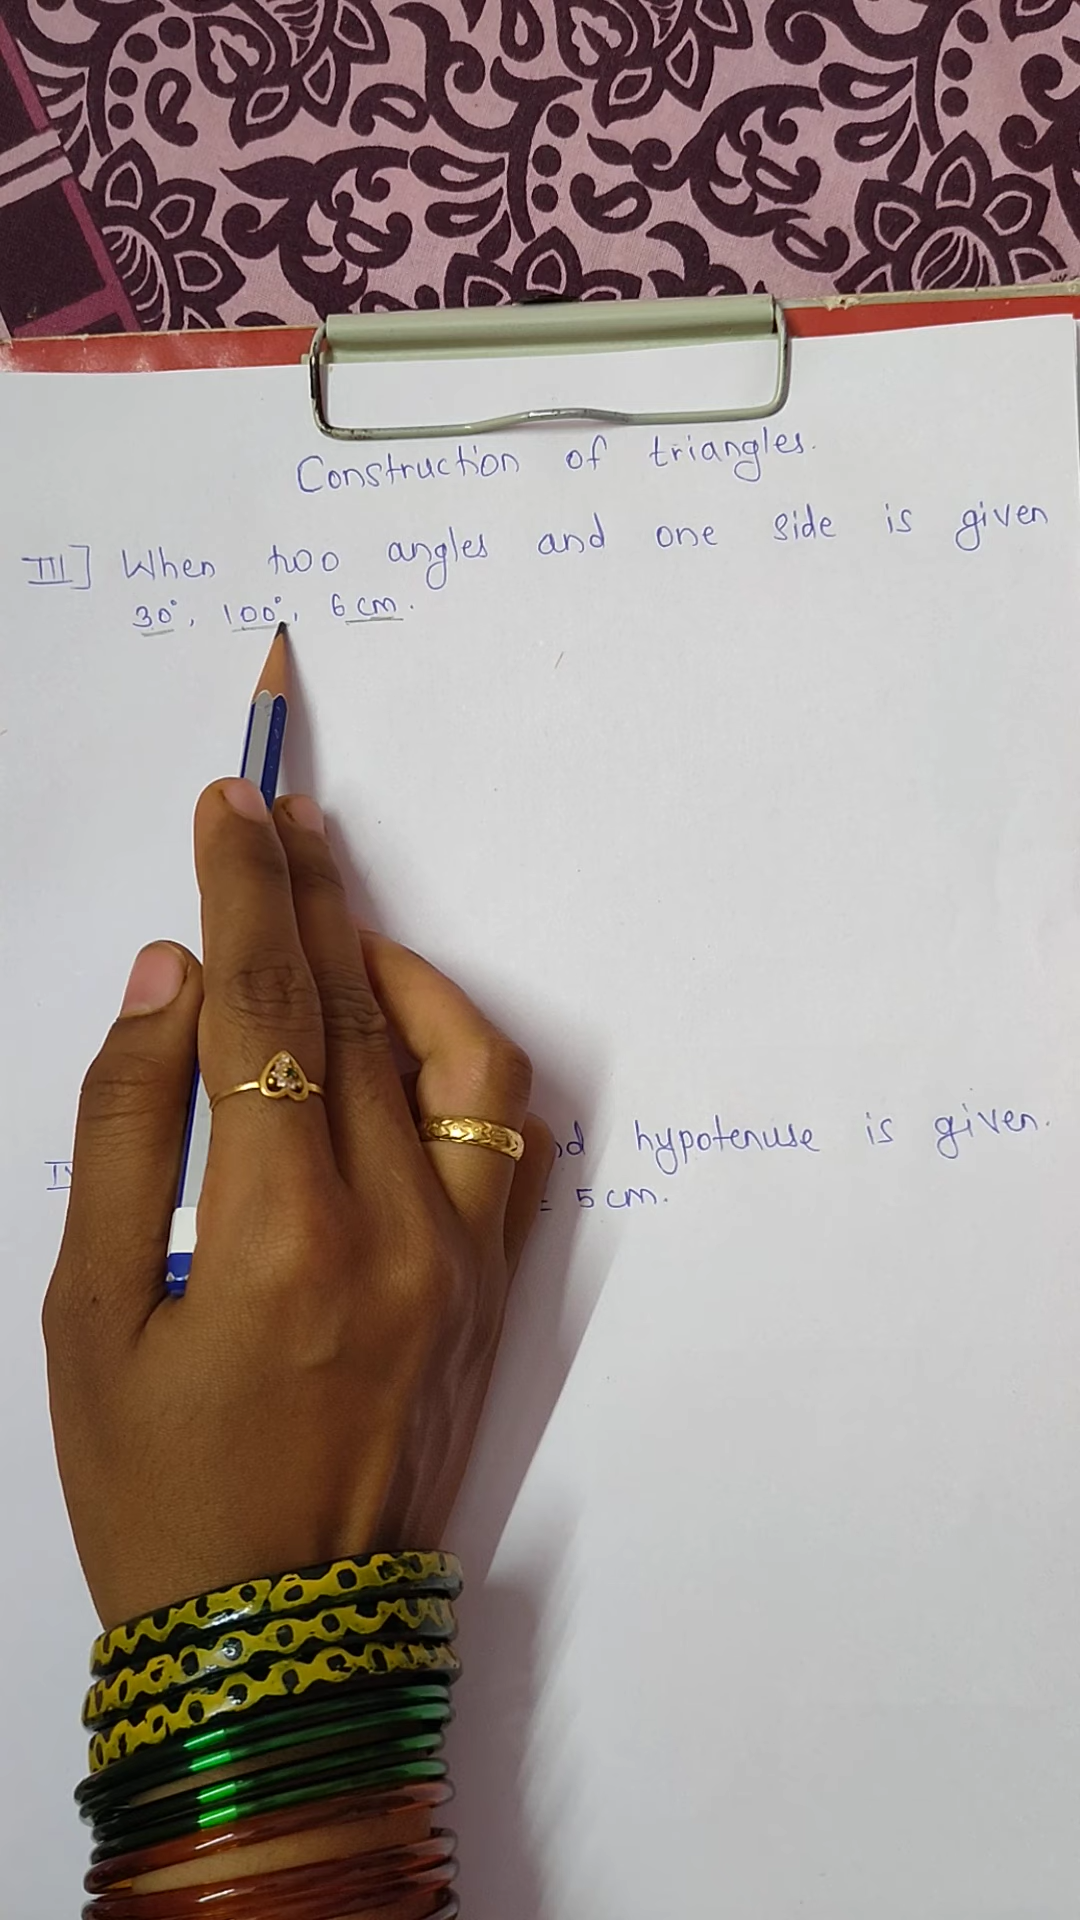 Construction of triangles.
III] When two angles and one side is given
30°, 100°, 6 cm.
hypotenuse is given.
= 5 cm.